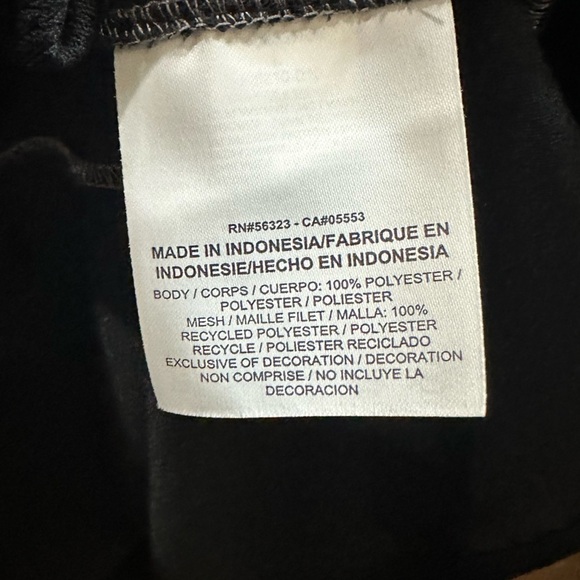 RN#56323 - CA#05553
MADE IN INDONESIA/FABRIQUE EN
INDONESIE/HECHO EN INDONESIA
BODY / CORPS / CUERPO: 100% POLYESTER /
POLYESTER / POLIESTER
MESH / MAILLE FILET / MALLA: 100%
RECYCLED POLYESTER / POLYESTER
RECYCLE / POLIESTER RECICLADO
EXCLUSIVE OF DECORATION / DECORATION
NON COMPRISE / NO INCLUYE LA
DECORACION